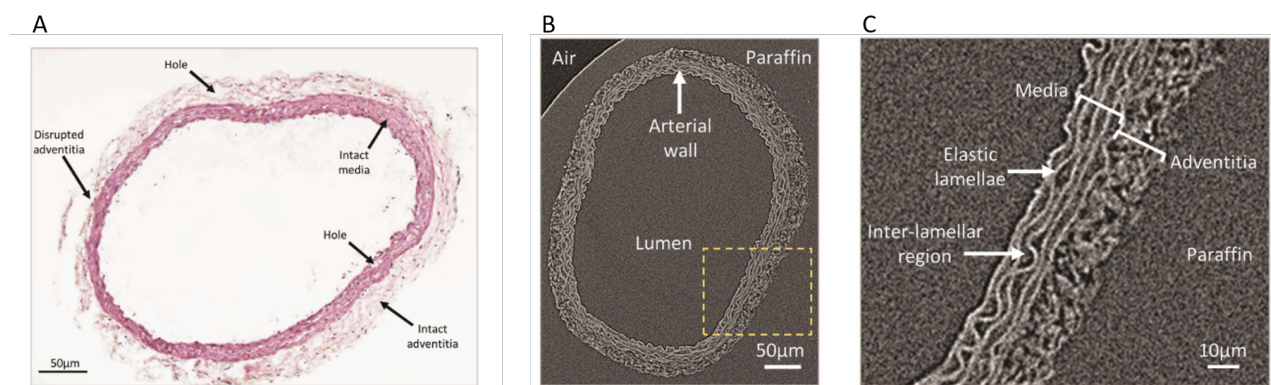 A
Hole
Disrupted
adventitia
Intact
media
Hole
Intact
adventitia
50µm
B
Air
Paraffin
Arterial
wall
Lumen
50µm
C
Media
Adventitia
Elastic
lamellae
Inter-lamellar
region
Paraffin
10µm